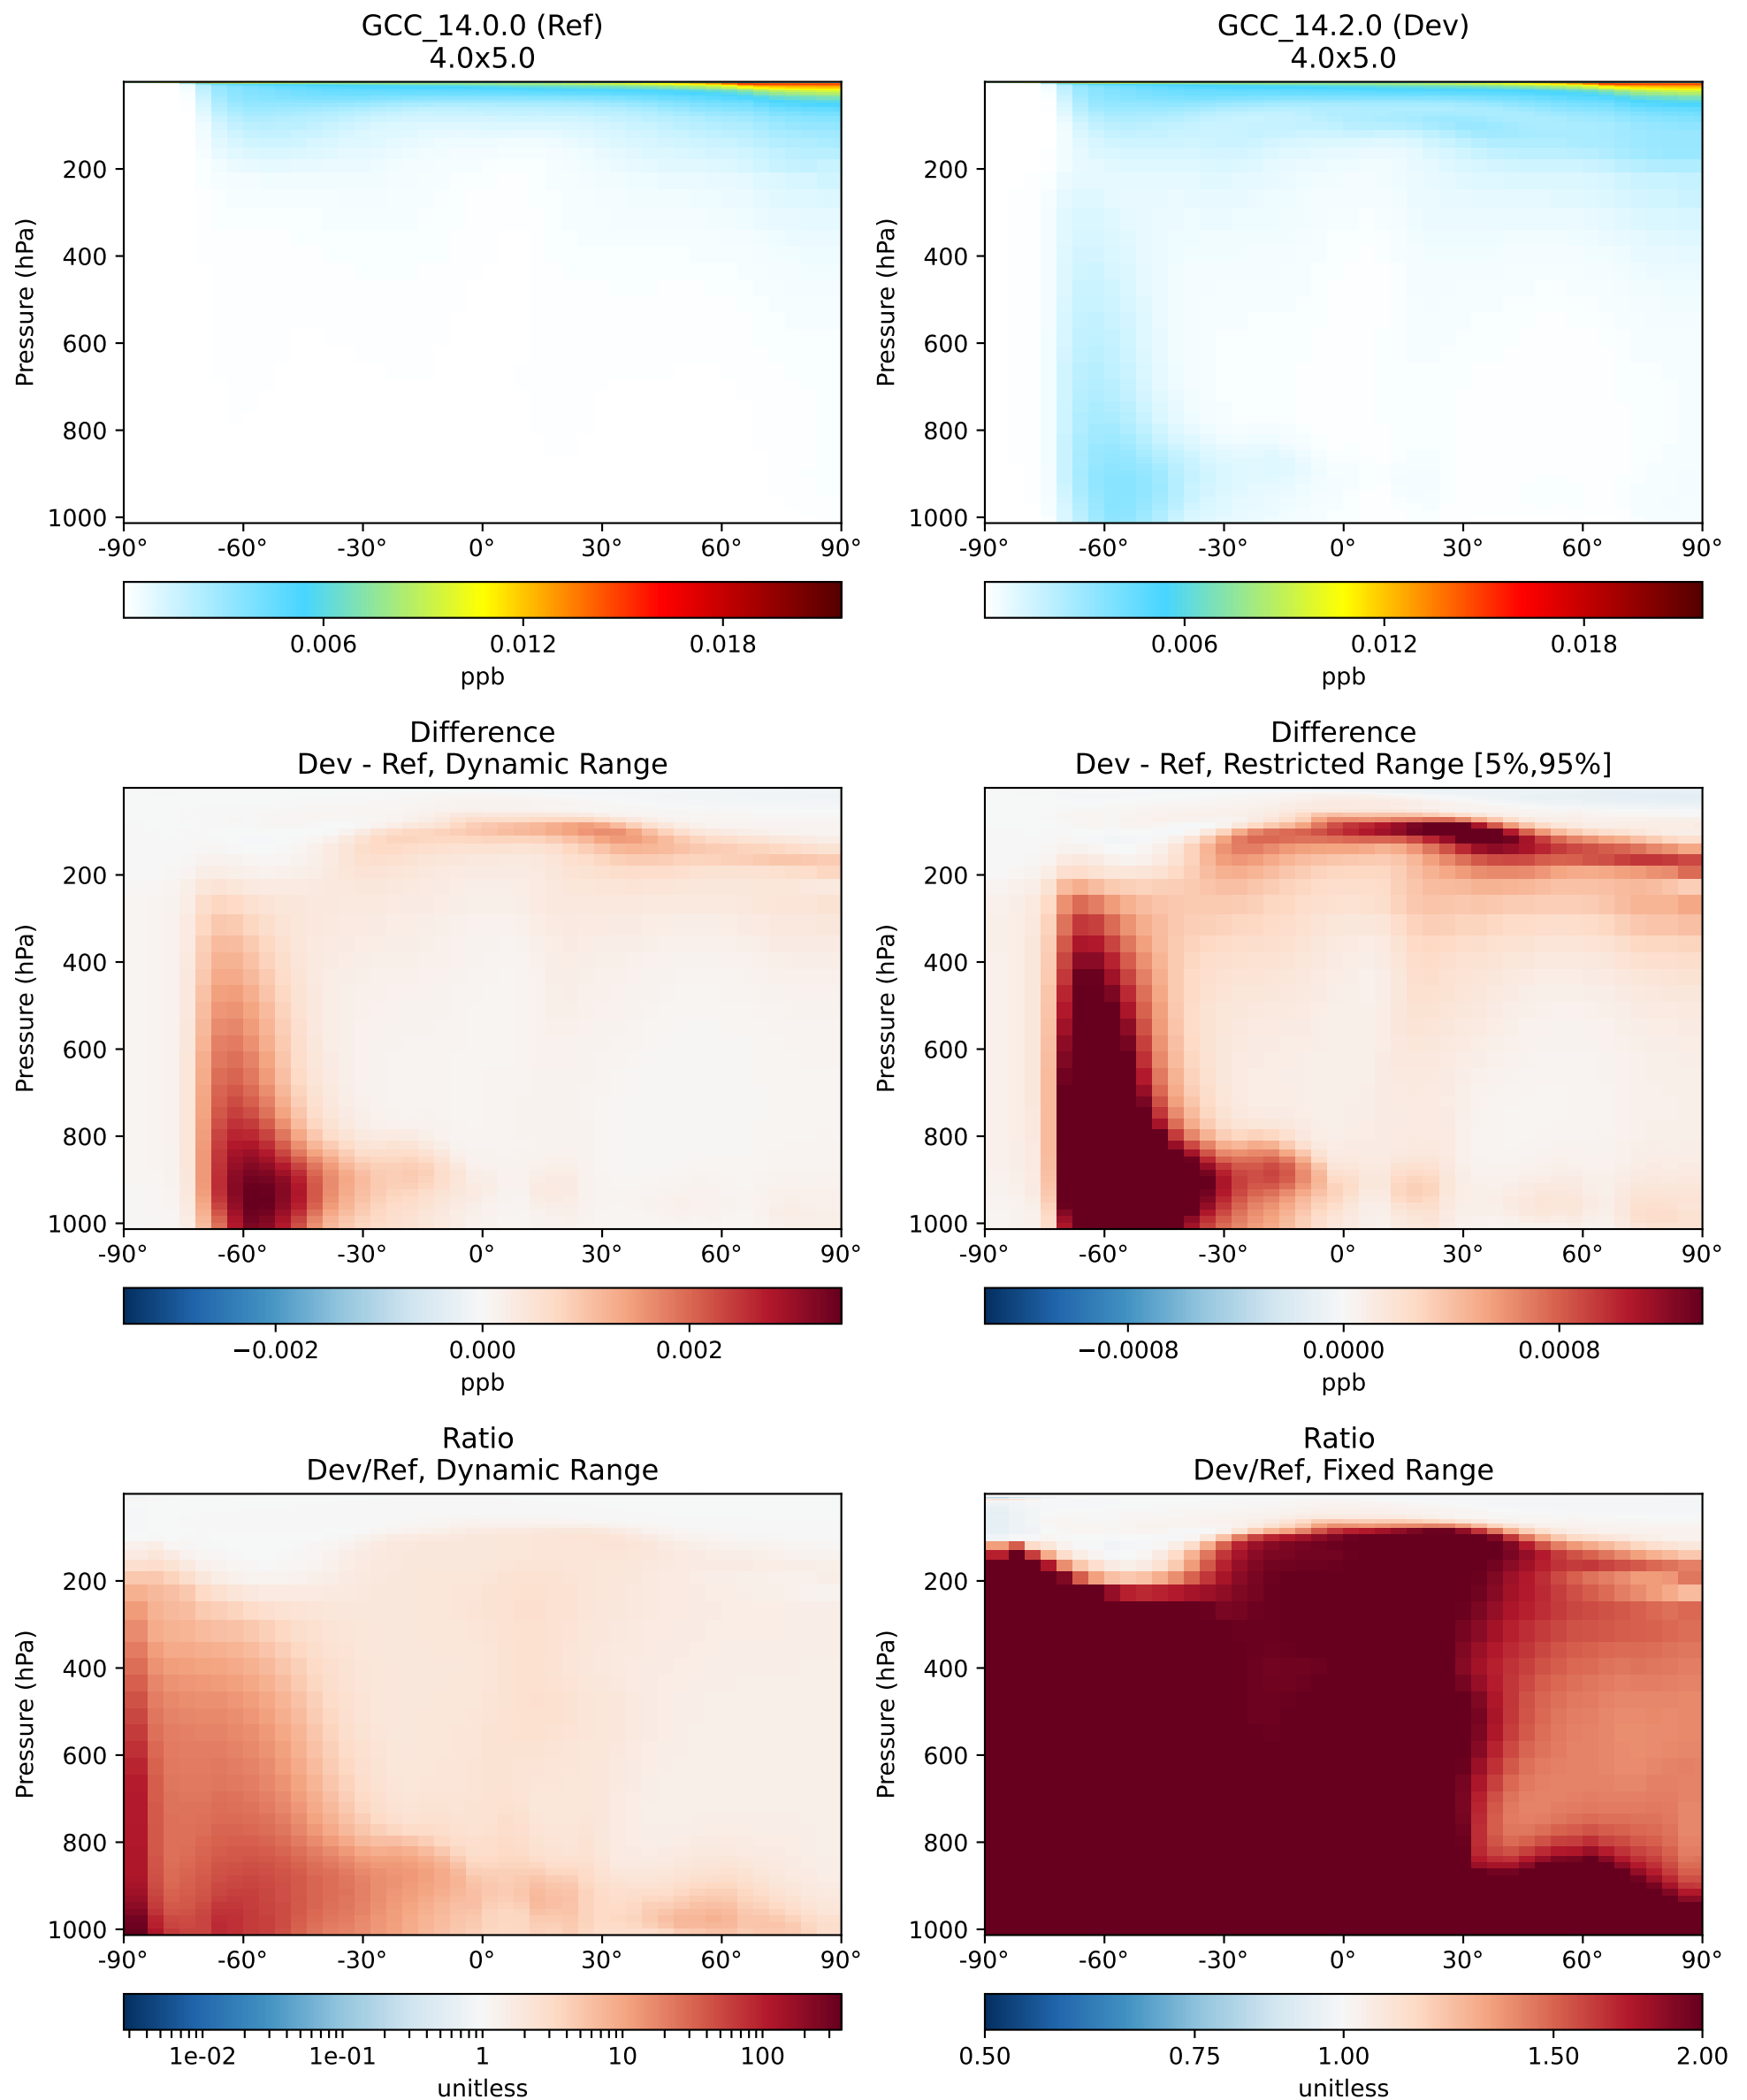 GCC_14.0.0 (Ref)
4.0x5.0
Pressure (hPa)
200
400
600
800
1000
-90° -60° -30° 0° 30° 60° 90°
0.006 0.012 0.018
ppb
GCC_14.2.0 (Dev)
4.0x5.0
Pressure (hPa)
200
400
600
800
1000
-90° -60° -30° 0° 30° 60° 90°
0.006 0.012 0.018
ppb
Difference
Dev - Ref, Dynamic Range
Pressure (hPa)
200
400
600
800
1000
-90° -60° -30° 0° 30° 60° 90°
−0.002 0.000 0.002
ppb
Difference
Dev - Ref, Restricted Range [5%,95%]
Pressure (hPa)
200
400
600
800
1000
-90° -60° -30° 0° 30° 60° 90°
−0.0008 0.0000 0.0008
ppb
Ratio
Dev/Ref, Dynamic Range
Pressure (hPa)
200
400
600
800
1000
-90° -60° -30° 0° 30° 60° 90°
1e-02 1e-01 1 10 100
unitless
Ratio
Dev/Ref, Fixed Range
Pressure (hPa)
200
400
600
800
1000
-90° -60° -30° 0° 30° 60° 90°
0.50 0.75 1.00 1.50 2.00
unitless